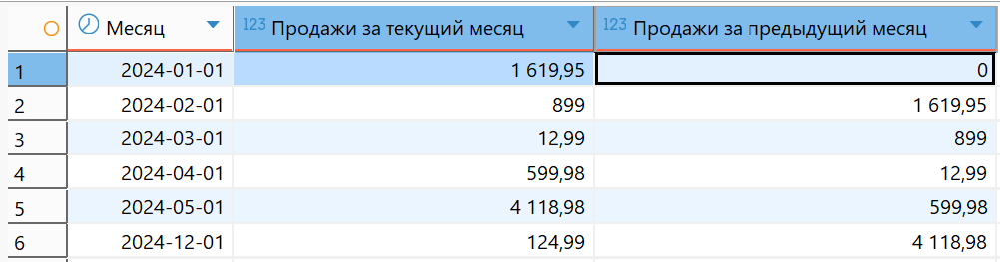 Месяц 123 Продажи за текущий месяц 123 Продажи за предыдущий месяц
1 2024-01-01 1 619,95 0
2 2024-02-01 899 1 619,95
3 2024-03-01 12,99 899
4 2024-04-01 599,98 12,99
5 2024-05-01 4 118,98 599,98
6 2024-12-01 124,99 4 118,98